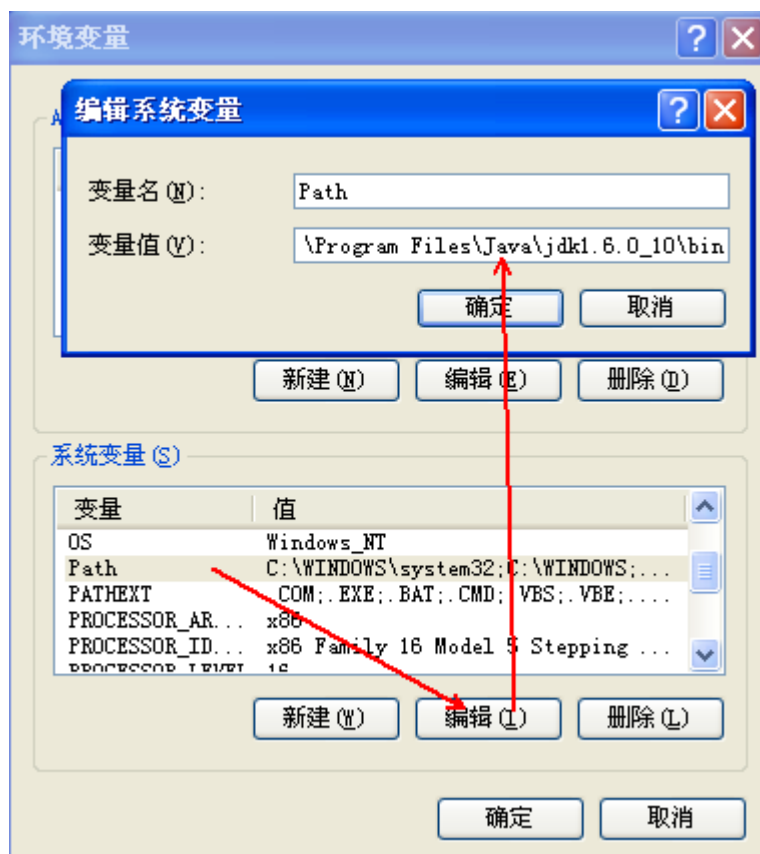 环境变量
编辑系统变量
变量名(N):
Path
变量值(V):
\Program Files\Java\jdk1.6.0_10\bin
确定
取消
新建(N)
编辑(E)
删除(D)
系统变量(S)
变量
值
OS
Windows_NT
Path
C:\WINDOWS\system32;C:\WINDOWS;...
PATHEXT
.COM;.EXE;.BAT;.CMD;.VBS;.VBE;....
PROCESSOR_AR...
x86
PROCESSOR_ID...
x86 Family 16 Model 5 Stepping ...
PROCESSOR_LEVEL
16
新建(W)
编辑(I)
删除(L)
确定
取消